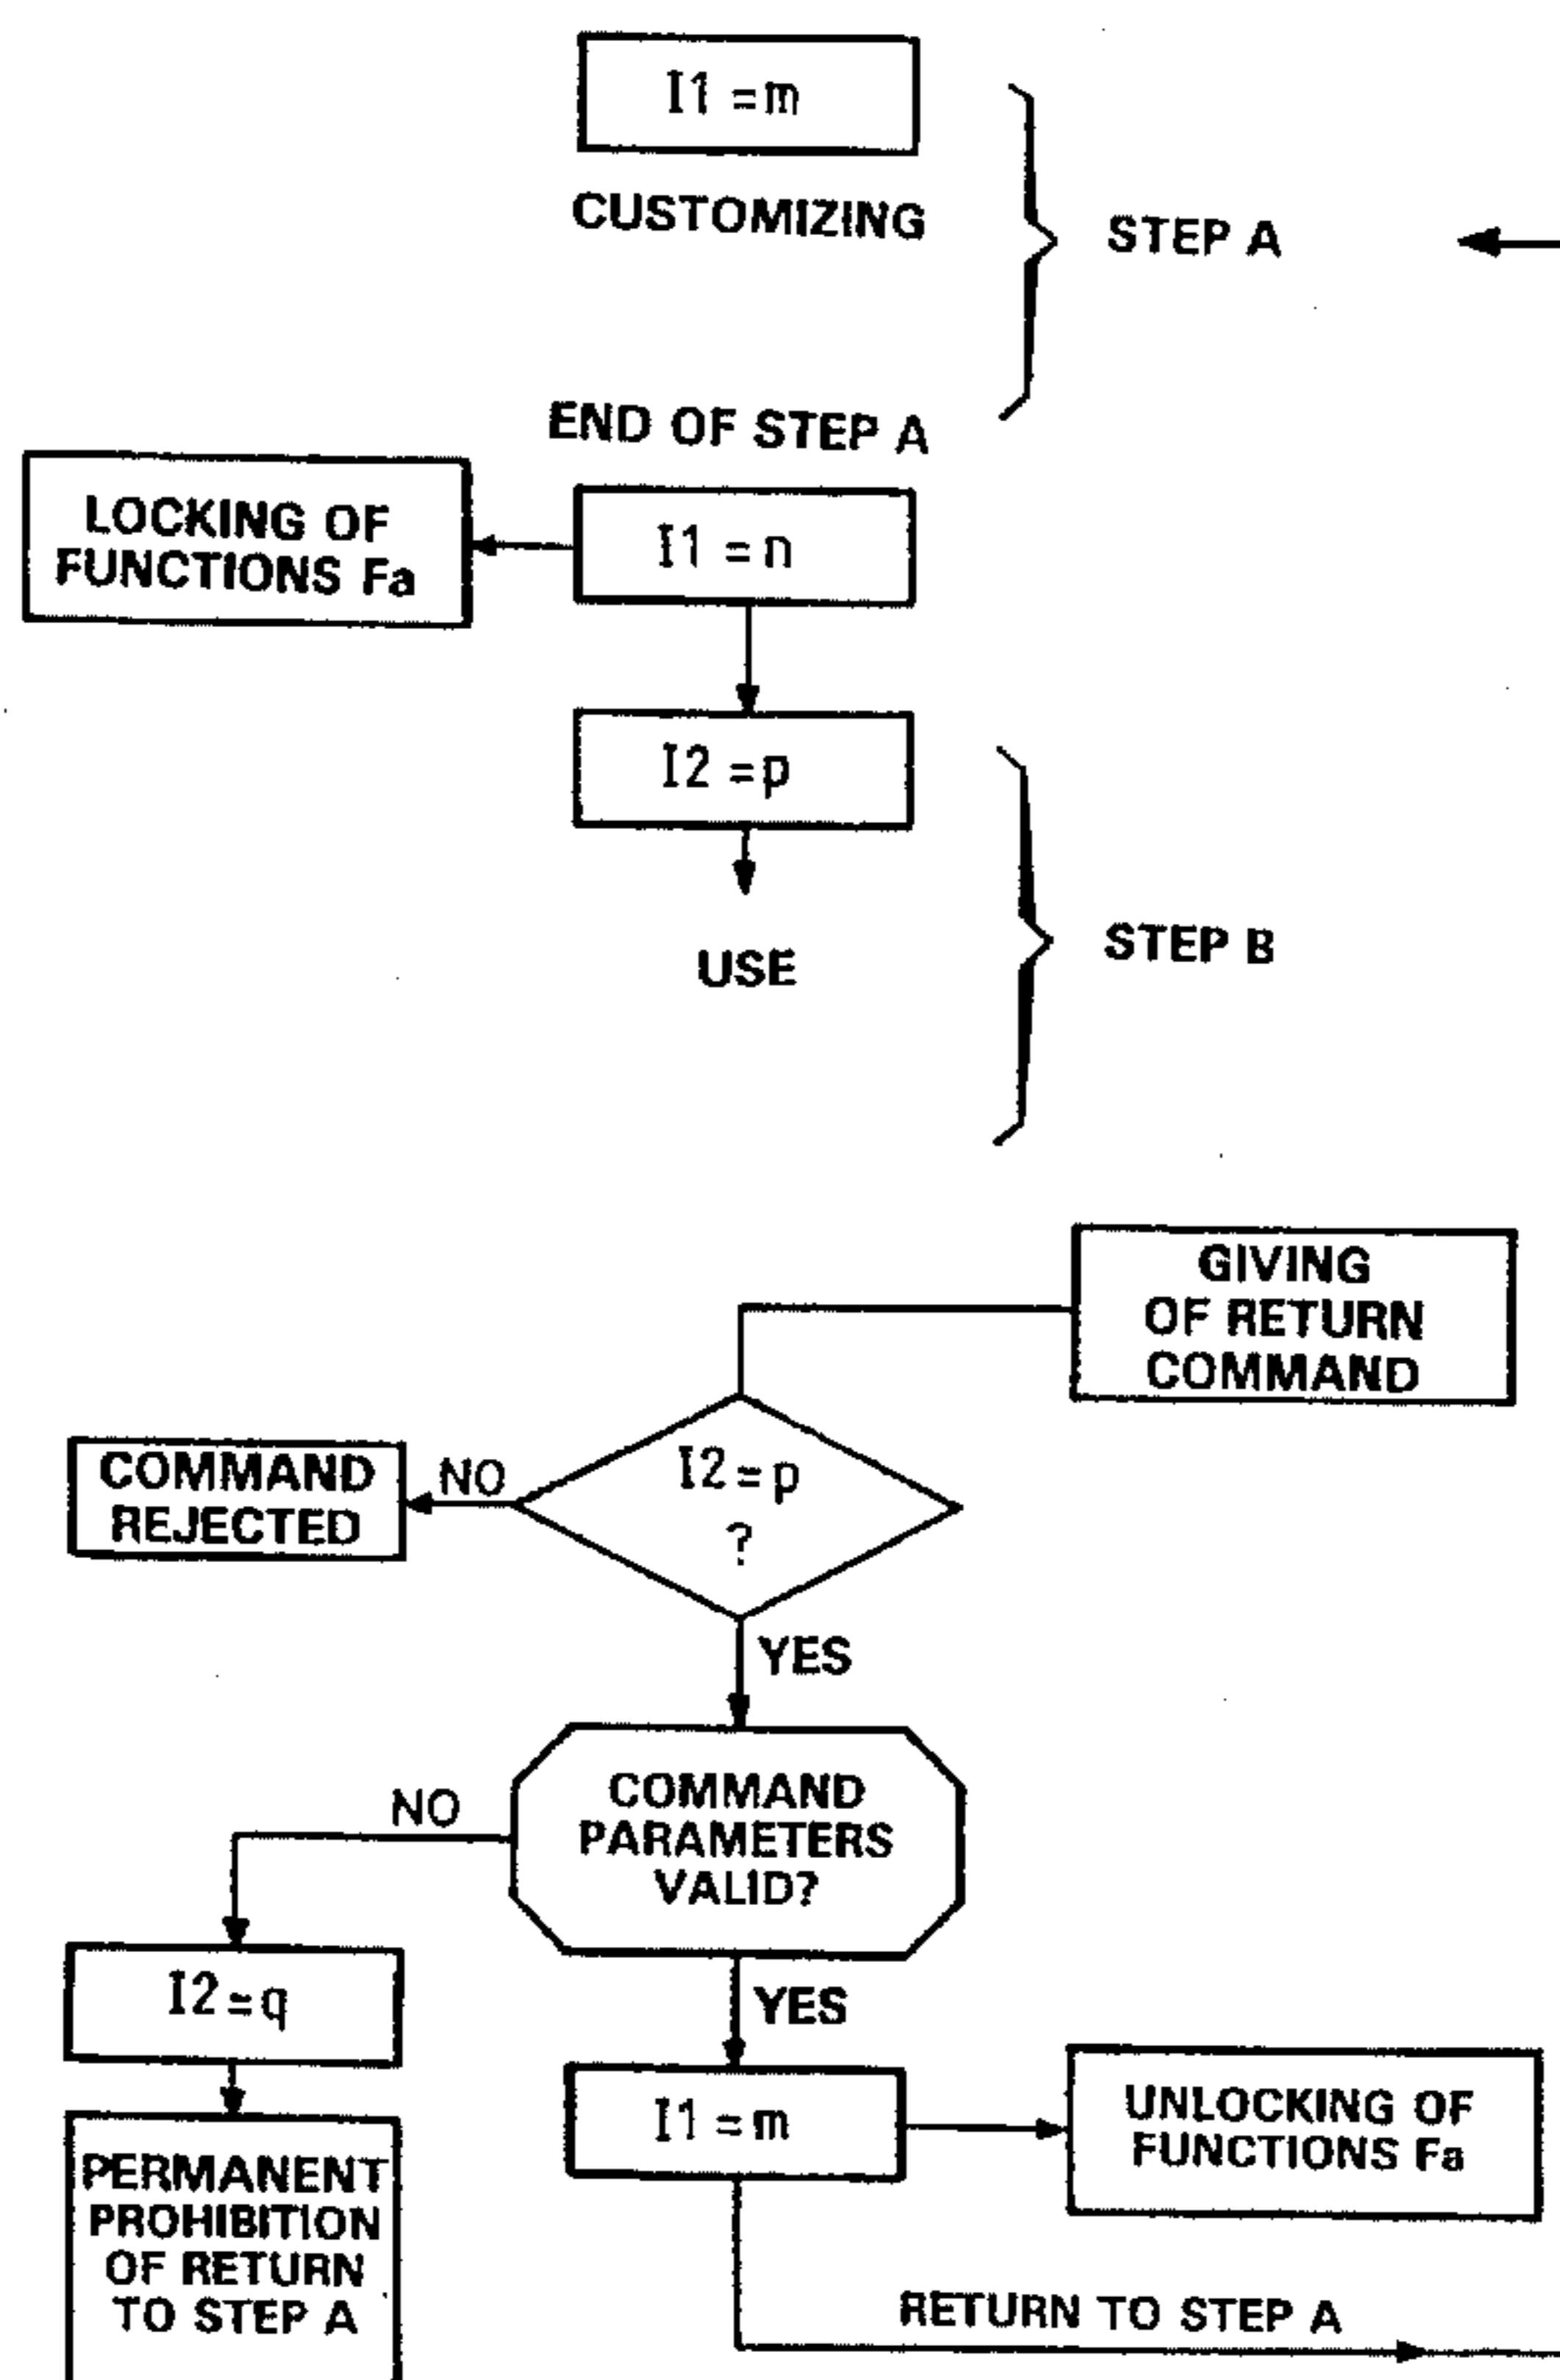 I1 = m
CUSTOMIZING
STEP A
END OF STEP A
LOCKING OF
FUNCTIONS Fa
I1 = n
I2 = p
USE
STEP B
GIVING
OF RETURN
COMMAND
I2 = p
?
NO
COMMAND
REJECTED
YES
COMMAND
PARAMETERS
VALID?
NO
I2 = q
YES
I1 = m
UNLOCKING OF
FUNCTIONS Fa
PERMANENT
PROHIBITION
OF RETURN
TO STEP A
RETURN TO STEP A